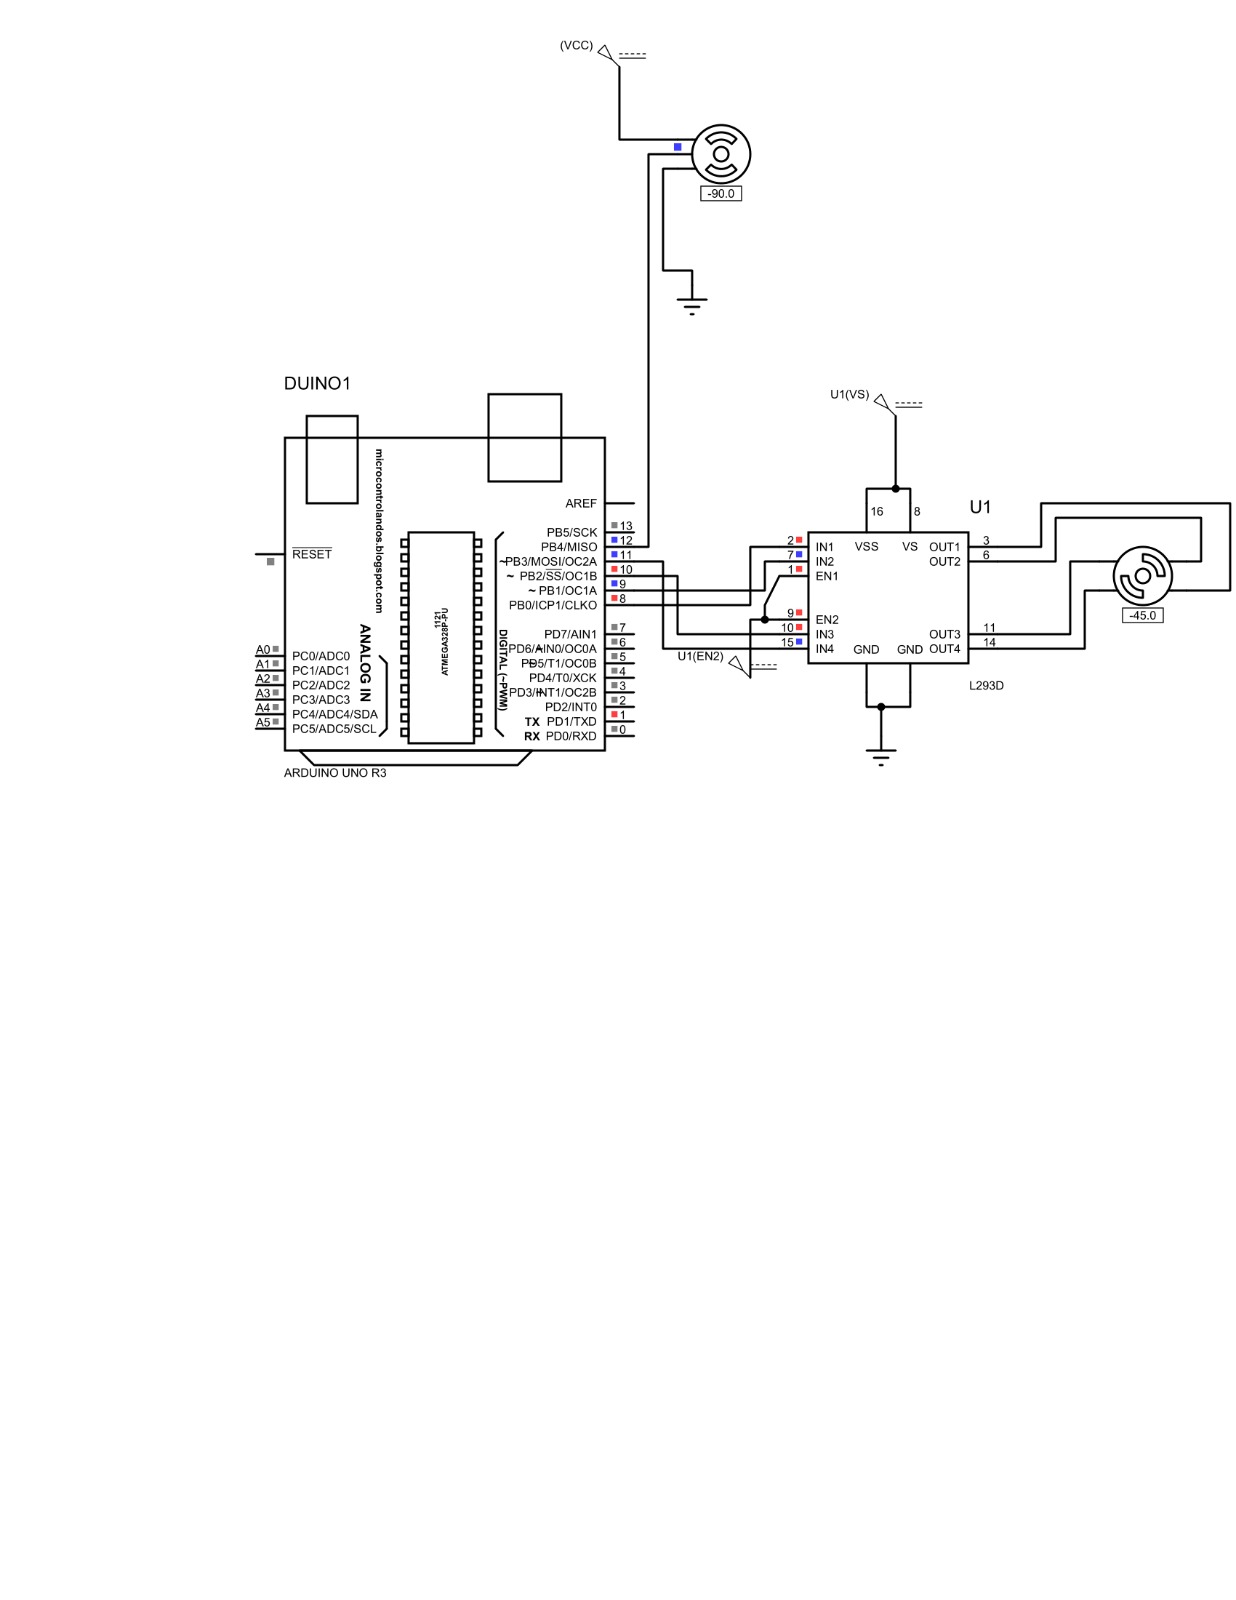 (VCC)
-90.0
DUINO1
U1(VS)
microcontrolandos.blogspot.com
AREF
RESET
PB5/SCK 13
PB4/MISO 12
~PB3/MOSI/OC2A 11
~ PB2/SS/OC1B 10
~ PB1/OC1A 9
PB0/ICP1/CLKO 8
PD7/AIN1 7
PD6/AIN0/OC0A 6
PD5/T1/OC0B 5
PD4/T0/XCK 4
PD3/INT1/OC2B 3
PD2/INT0 2
TX PD1/TXD 1
RX PD0/RXD 0
DIGITAL (~PWM)
1121
ATMEGA328P-PU
ANALOG IN
A0 PC0/ADC0
A1 PC1/ADC1
A2 PC2/ADC2
A3 PC3/ADC3
A4 PC4/ADC4/SDA
A5 PC5/ADC5/SCL
ARDUINO UNO R3
U1
16 8
VSS VS
2 IN1
7 IN2
1 EN1
9 EN2
10 IN3
15 IN4
OUT1 3
OUT2 6
OUT3 11
OUT4 14
GND GND
U1(EN2)
L293D
-45.0